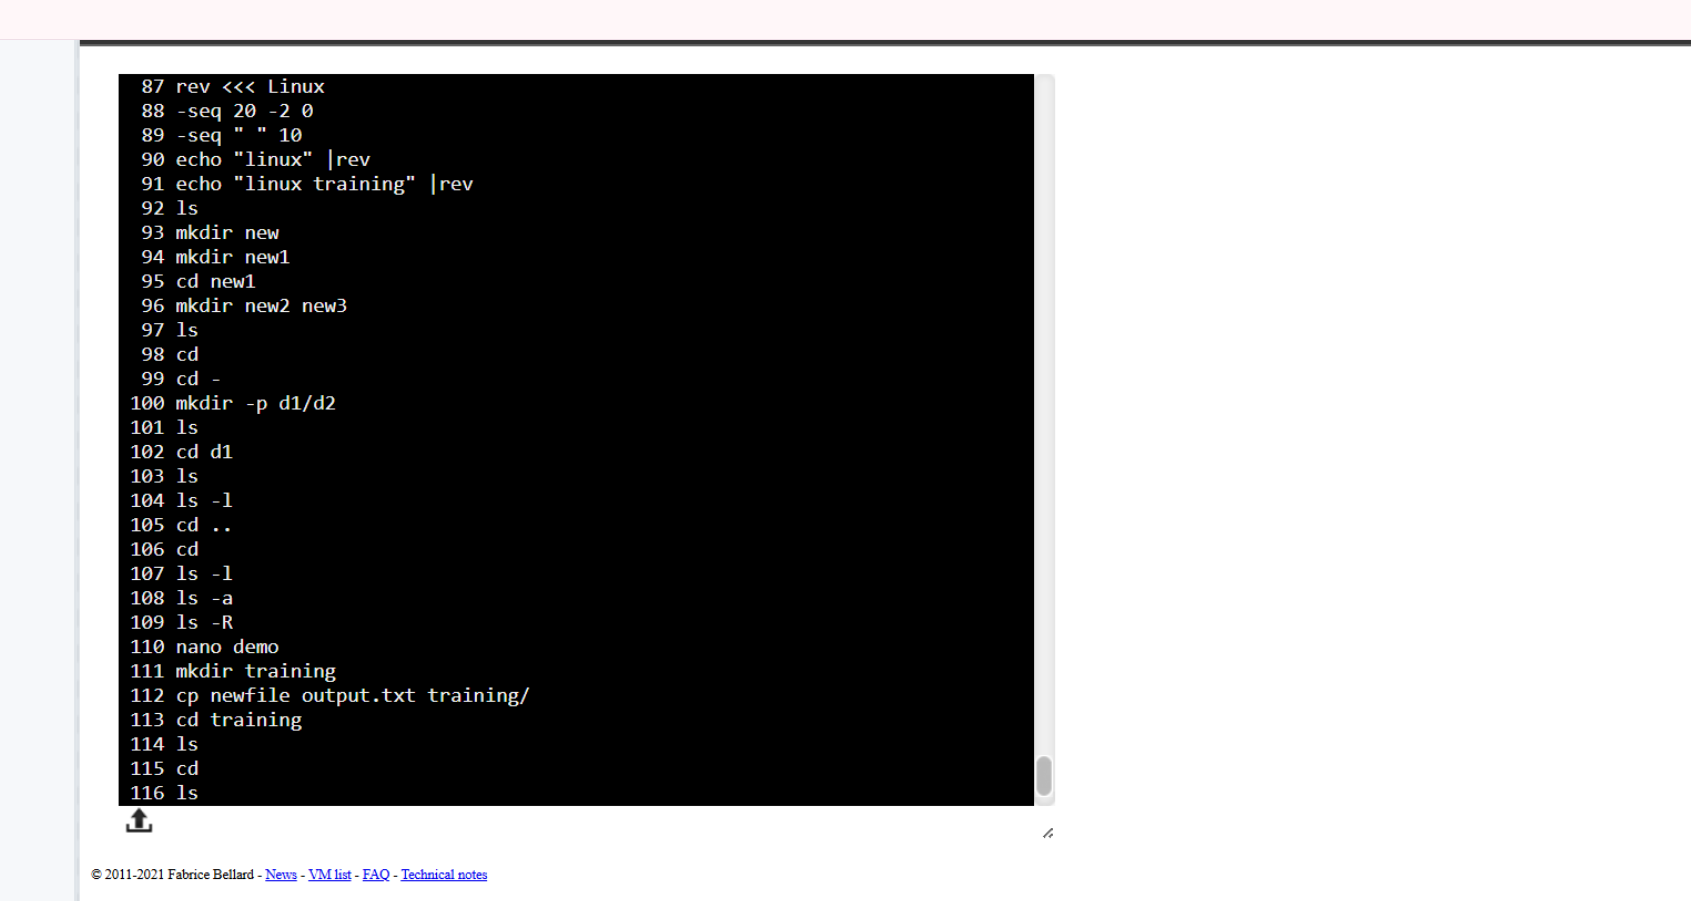 87 rev <<< Linux
88 -seq 20 -2 0
89 -seq " " 10
90 echo "linux" |rev
91 echo "linux training" |rev
92 ls
93 mkdir new
94 mkdir new1
95 cd new1
96 mkdir new2 new3
97 ls
98 cd
99 cd -
100 mkdir -p d1/d2
101 ls
102 cd d1
103 ls
104 ls -l
105 cd ..
106 cd
107 ls -l
108 ls -a
109 ls -R
110 nano demo
111 mkdir training
112 cp newfile output.txt training/
113 cd training
114 ls
115 cd
116 ls
© 2011-2021 Fabrice Bellard - News - VM list - FAQ - Technical notes